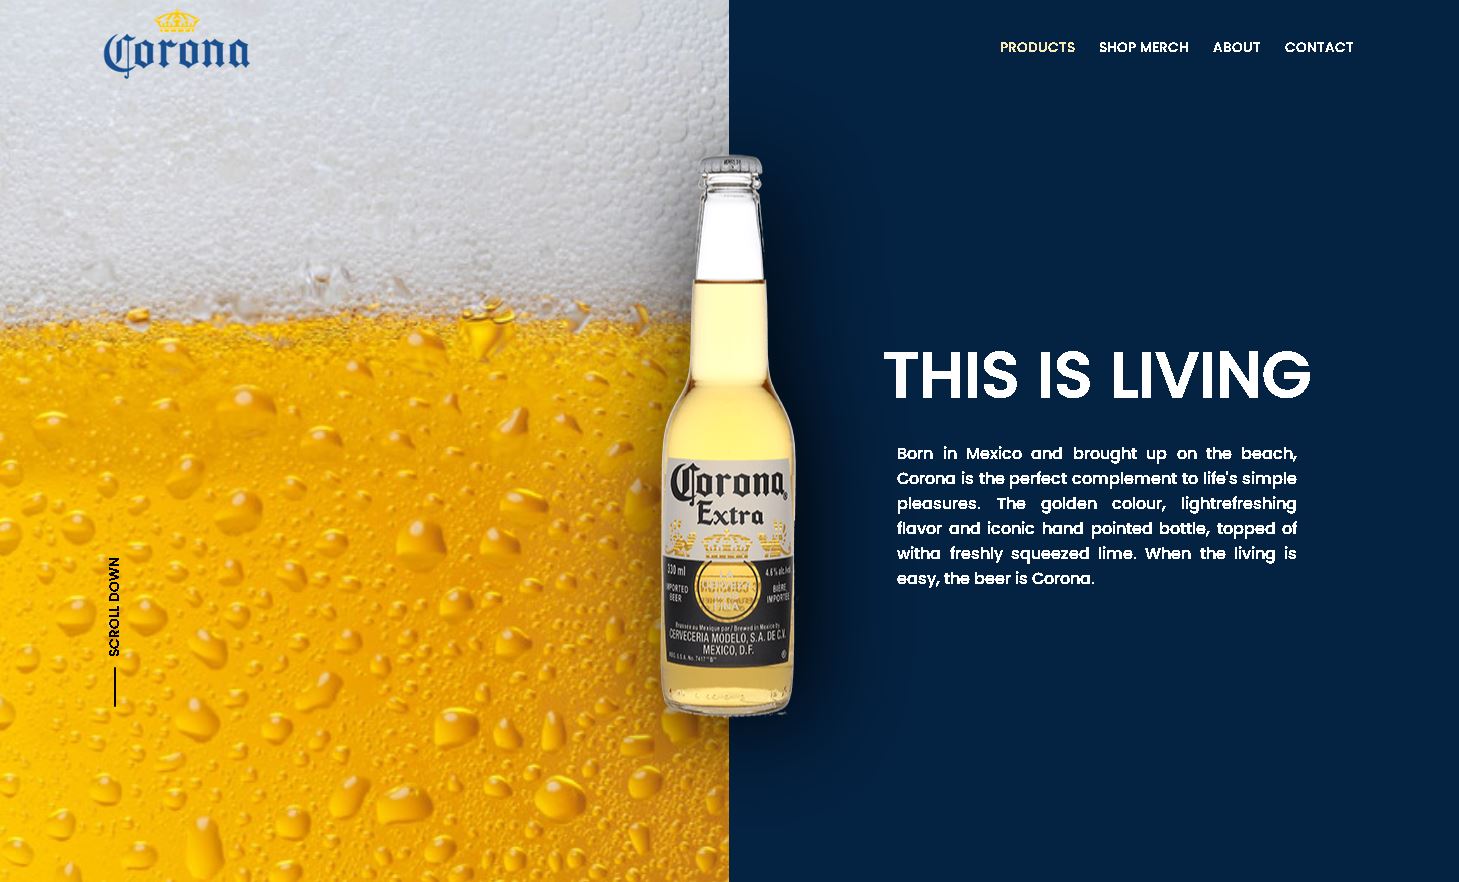 Corona
PRODUCTS SHOP MERCH ABOUT CONTACT
THIS IS LIVING
Born in Mexico and brought up on the beach,
Corona is the perfect complement to life's simple
pleasures. The golden colour, lightrefreshing
flavor and iconic hand pointed bottle, topped of
witha freshly squeezed lime. When the living is
easy, the beer is Corona.
SCROLL DOWN
Corona
Extra
330 ml
4.6% alc./vol.
IMPORTED
BEER
BIÈRE
IMPORTÉE
Brassée au Mexique par / Brewed in Mexico by
CERVECERIA MODELO, S.A. DE C.V.
MEXICO, D.F.